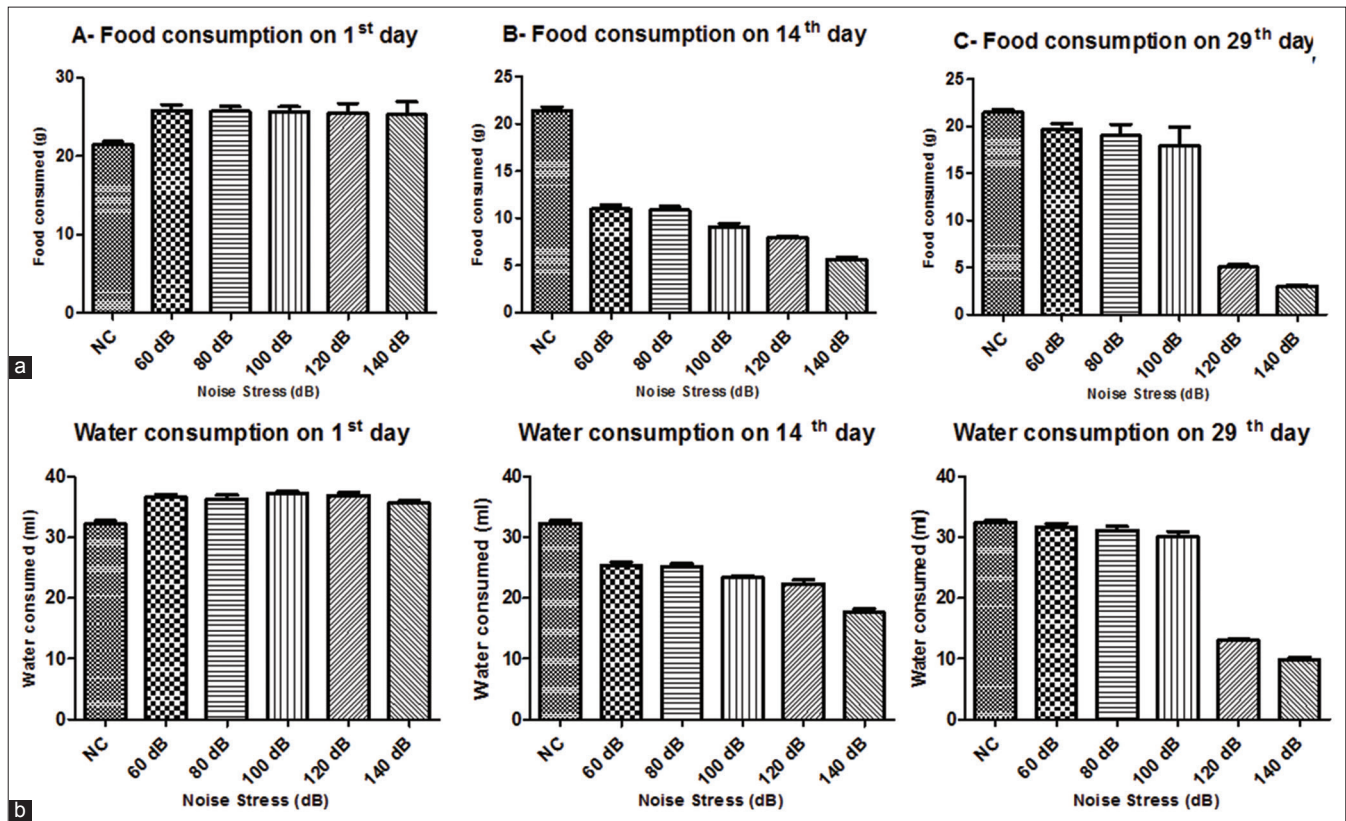 A- Food consumption on 1st day
Food consumed (g)
30
20
10
0
NC
60 dB
80 dB
100 dB
120 dB
140 dB
Noise Stress (dB)
B- Food consumption on 14th day
Food consumed (g)
25
20
15
10
5
0
NC
60 dB
80 dB
100 dB
120 dB
140 dB
Noise Stress (dB)
C- Food consumption on 29th day
Food consumed (g)
25
20
15
10
5
0
NC
60 dB
80 dB
100 dB
120 dB
140 dB
Noise Stress (dB)
a
Water consumption on 1st day
Water consumed (ml)
40
30
20
10
0
NC
60 dB
80 dB
100 dB
120 dB
140 dB
Noise Stress (dB)
Water consumption on 14 th day
Water consumed (ml)
40
30
20
10
0
NC
60 dB
80 dB
100 dB
120 dB
140 dB
Noise Stress (dB)
Water consumption on 29 th day
Water consumed (ml)
40
30
20
10
0
NC
60 dB
80 dB
100 dB
120 dB
140 dB
Noise Stress (dB)
b